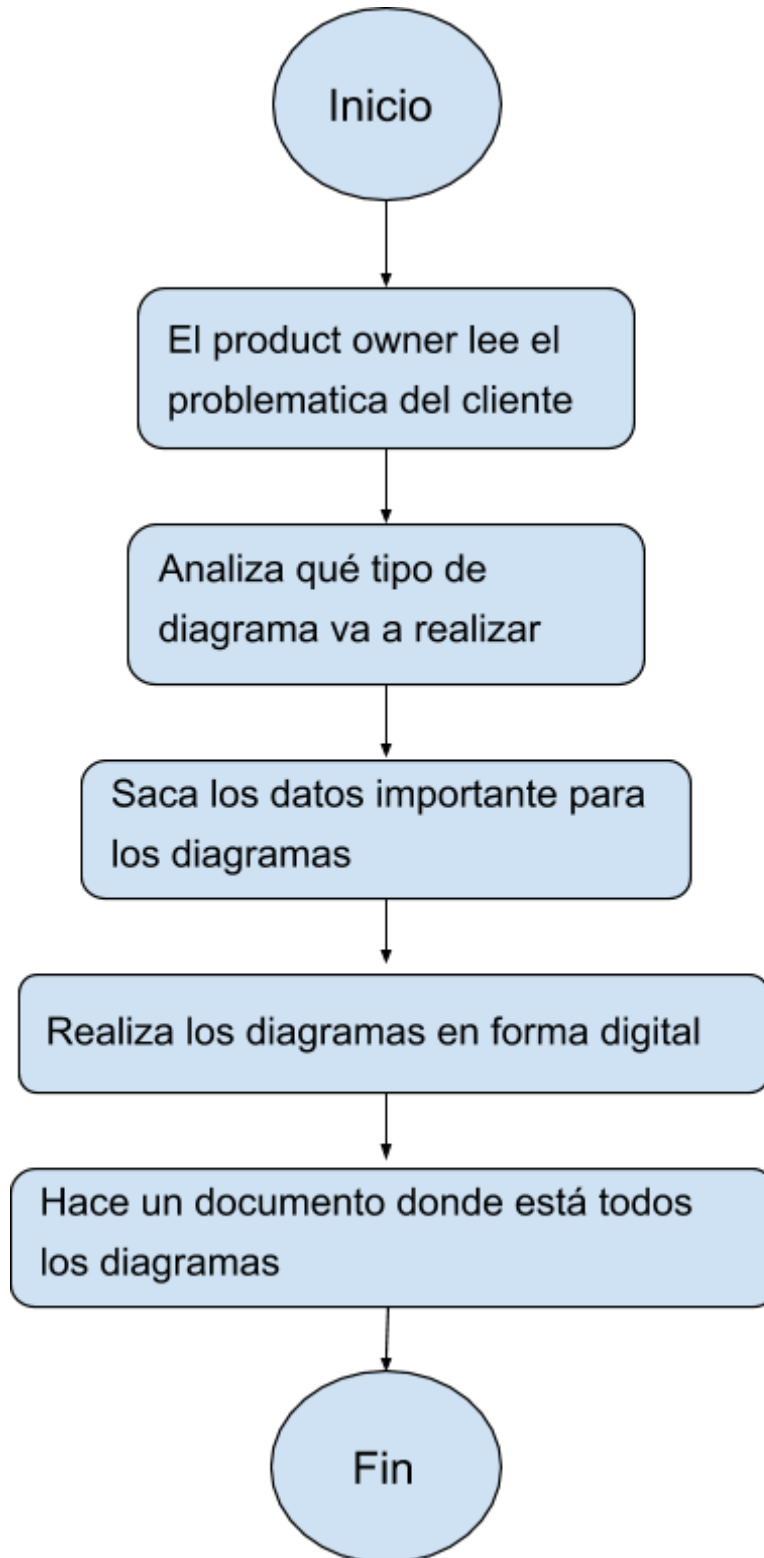 Inicio
El product owner lee el
problematica del cliente
Analiza qué tipo de
diagrama va a realizar
Saca los datos importante para
los diagramas
Realiza los diagramas en forma digital
Hace un documento donde está todos
los diagramas
Fin